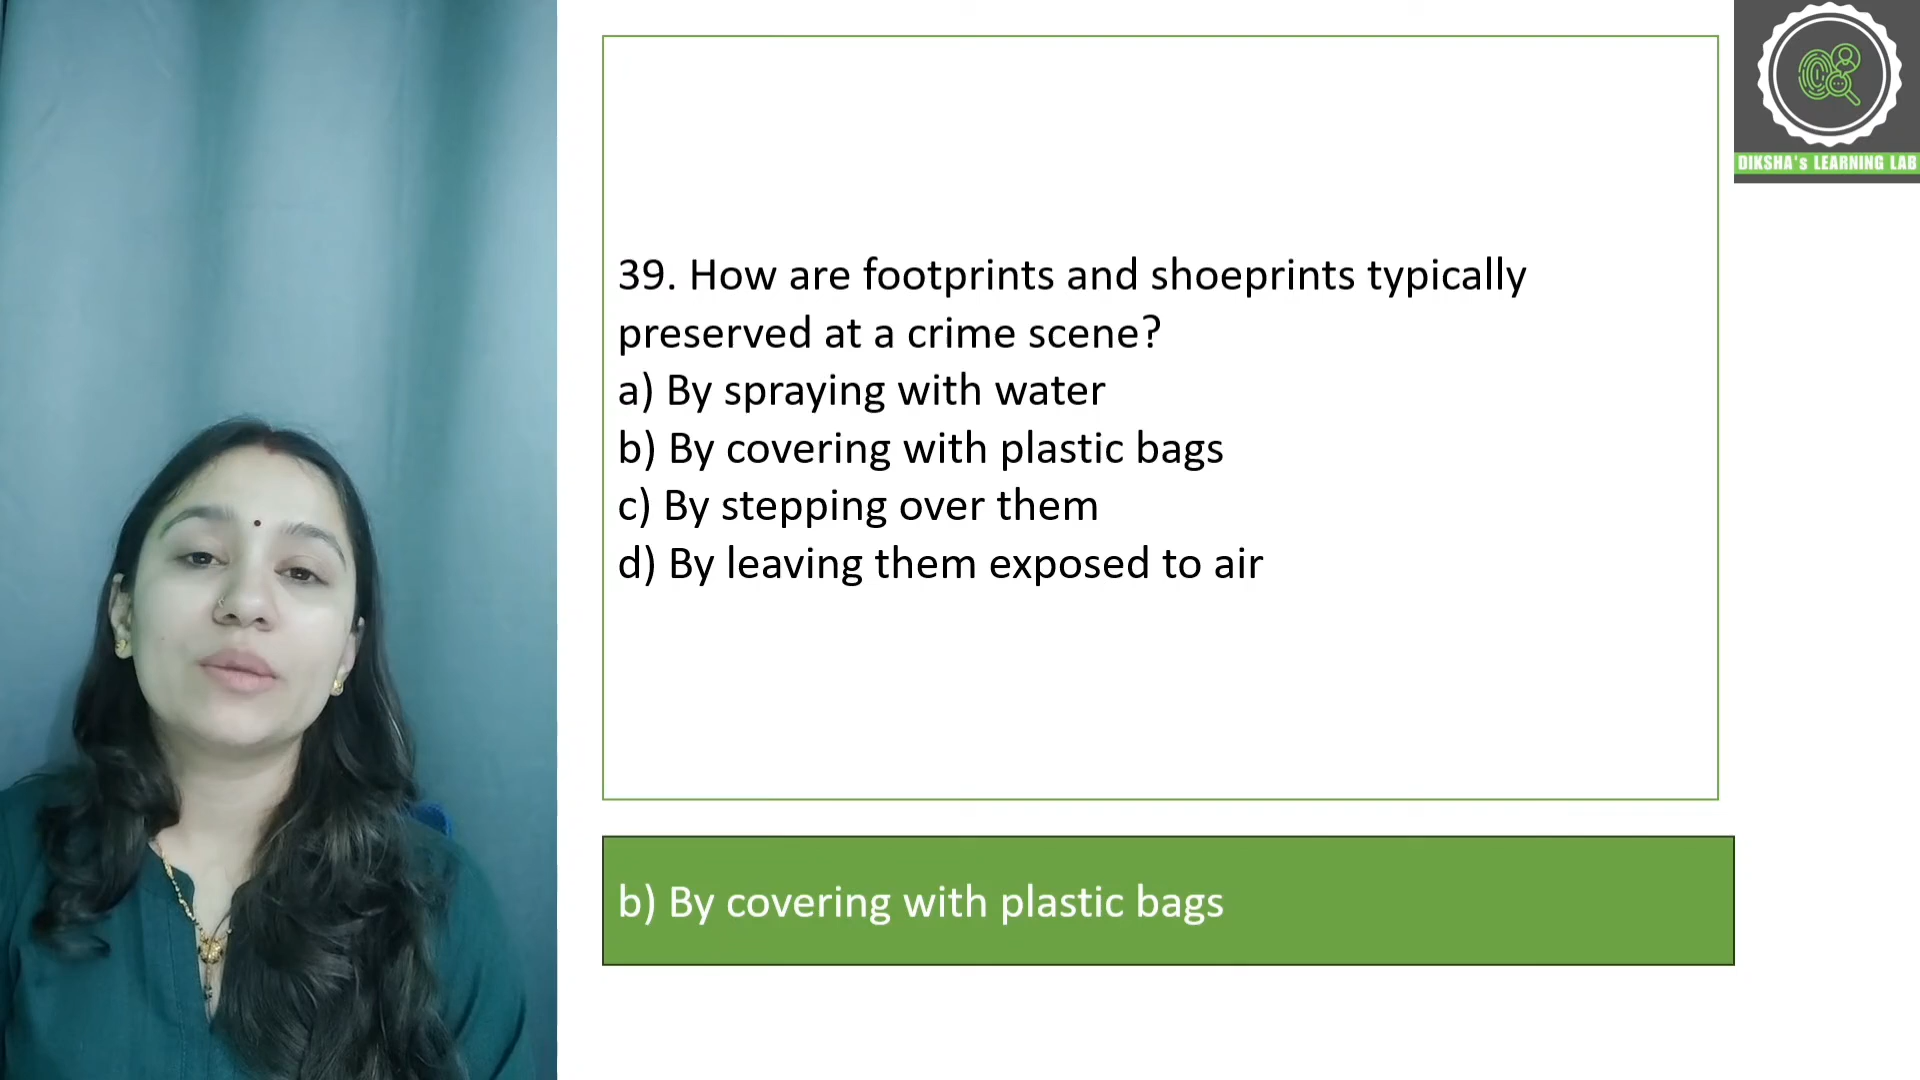 DIKSHA's LEARNING LAB
39. How are footprints and shoeprints typically
preserved at a crime scene?
a) By spraying with water
b) By covering with plastic bags
c) By stepping over them
d) By leaving them exposed to air
b) By covering with plastic bags